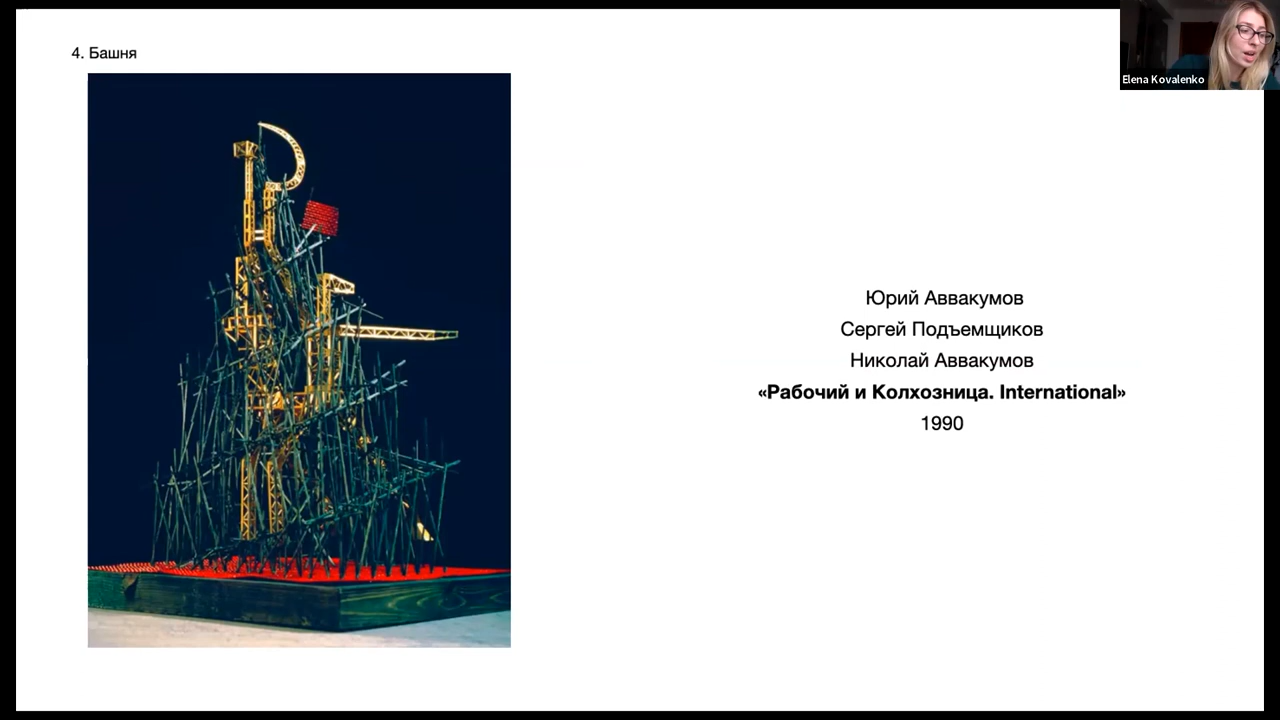 4. Башня
Elena Kovalenko
Юрий Аввакумов
Сергей Подъемщиков
Николай Аввакумов
«Рабочий и Колхозница. International»
1990